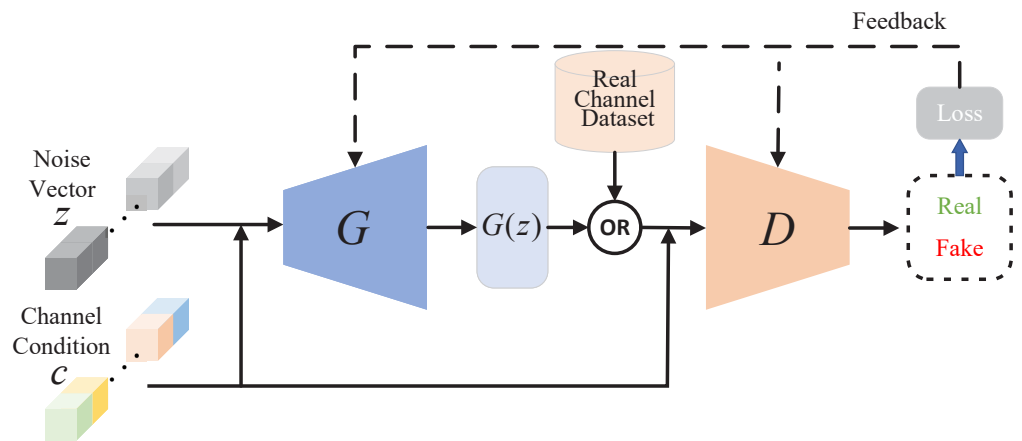 Feedback
Real
Channel
Dataset
Loss
Noise
Vector
z
G
G(z)
OR
D
Real
Fake
Channel
Condition
c